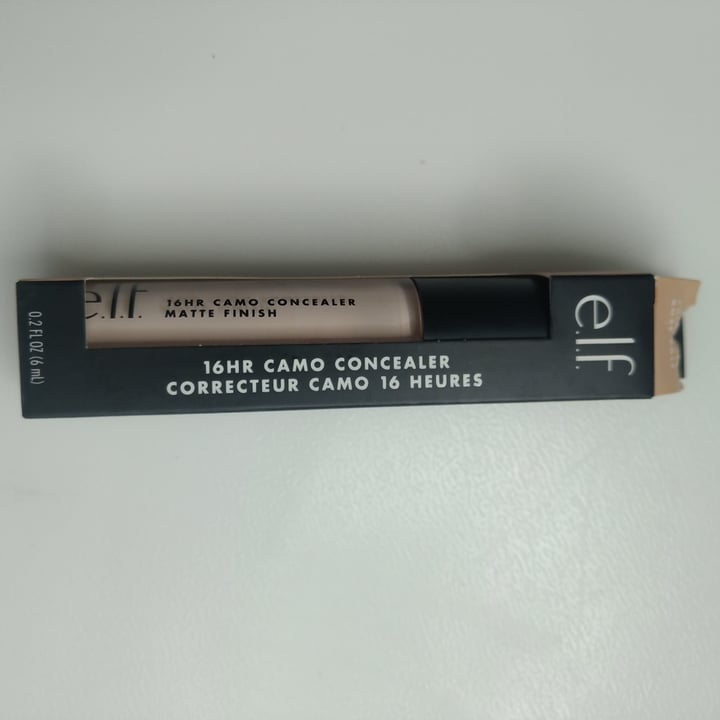 e.l.f.
16HR CAMO CONCEALER
MATTE FINISH
16HR CAMO CONCEALER
CORRECTEUR CAMO 16 HEURES
0.2 FL OZ (6 mL)
e.l.f.